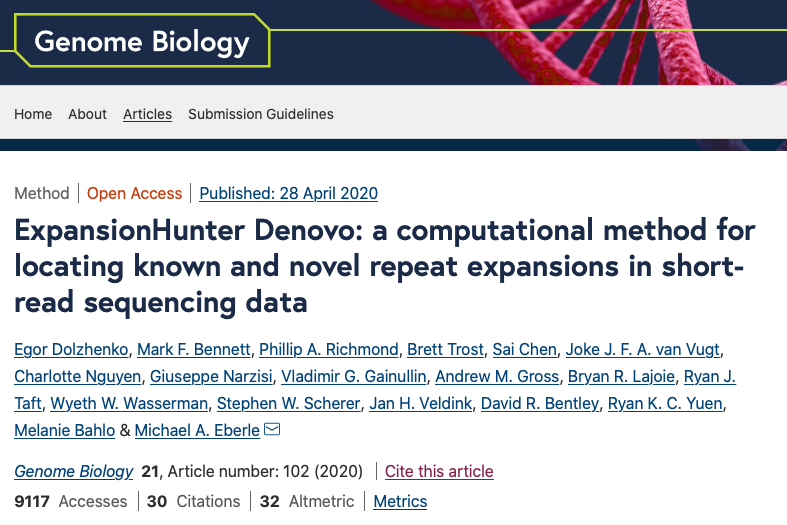 Genome Biology
Home About Articles Submission Guidelines
Method Open Access Published: 28 April 2020
ExpansionHunter Denovo: a computational method for
locating known and novel repeat expansions in short-
read sequencing data
Egor Dolzhenko, Mark F. Bennett, Phillip A. Richmond, Brett Trost, Sai Chen, Joke J. F. A. van Vugt,
Charlotte Nguyen, Giuseppe Narzisi, Vladimir G. Gainullin, Andrew M. Gross, Bryan R. Lajoie, Ryan J.
Taft, Wyeth W. Wasserman, Stephen W. Scherer, Jan H. Veldink, David R. Bentley, Ryan K. C. Yuen,
Melanie Bahlo & Michael A. Eberle
Genome Biology 21, Article number: 102 (2020) Cite this article
9117 Accesses 30 Citations 32 Altmetric Metrics